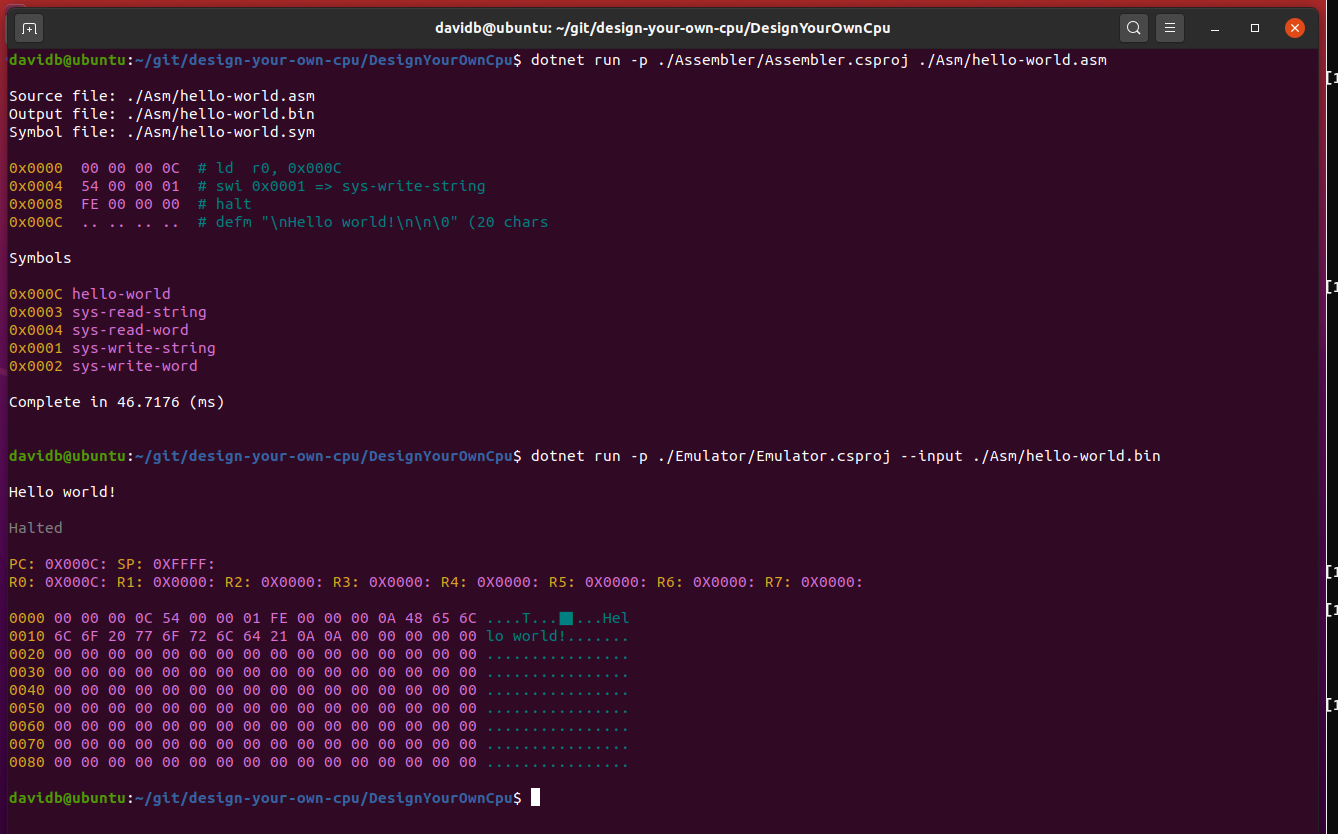 davidb@ubuntu: ~/git/design-your-own-cpu/DesignYourOwnCpu
davidb@ubuntu:~/git/design-your-own-cpu/DesignYourOwnCpu$ dotnet run -p ./Assembler/Assembler.csproj ./Asm/hello-world.asm
Source file: ./Asm/hello-world.asm
Output file: ./Asm/hello-world.bin
Symbol file: ./Asm/hello-world.sym
0x0000  00 00 00 0C  # ld  r0, 0x000C
0x0004  54 00 00 01  # swi 0x0001 => sys-write-string
0x0008  FE 00 00 00  # halt
0x000C  .. .. .. ..  # defm "\nHello world!\n\n\0" (20 chars
Symbols
0x000C hello-world
0x0003 sys-read-string
0x0004 sys-read-word
0x0001 sys-write-string
0x0002 sys-write-word
Complete in 46.7176 (ms)
davidb@ubuntu:~/git/design-your-own-cpu/DesignYourOwnCpu$ dotnet run -p ./Emulator/Emulator.csproj --input ./Asm/hello-world.bin
Hello world!
Halted
PC: 0X000C: SP: 0XFFFF:
R0: 0X000C: R1: 0X0000: R2: 0X0000: R3: 0X0000: R4: 0X0000: R5: 0X0000: R6: 0X0000: R7: 0X0000:
0000 00 00 00 0C 54 00 00 01 FE 00 00 00 0A 48 65 6C ....T...■...Hel
0010 6C 6F 20 77 6F 72 6C 64 21 0A 0A 00 00 00 00 00 lo world!.......
0020 00 00 00 00 00 00 00 00 00 00 00 00 00 00 00 00 ................
0030 00 00 00 00 00 00 00 00 00 00 00 00 00 00 00 00 ................
0040 00 00 00 00 00 00 00 00 00 00 00 00 00 00 00 00 ................
0050 00 00 00 00 00 00 00 00 00 00 00 00 00 00 00 00 ................
0060 00 00 00 00 00 00 00 00 00 00 00 00 00 00 00 00 ................
0070 00 00 00 00 00 00 00 00 00 00 00 00 00 00 00 00 ................
0080 00 00 00 00 00 00 00 00 00 00 00 00 00 00 00 00 ................
davidb@ubuntu:~/git/design-your-own-cpu/DesignYourOwnCpu$